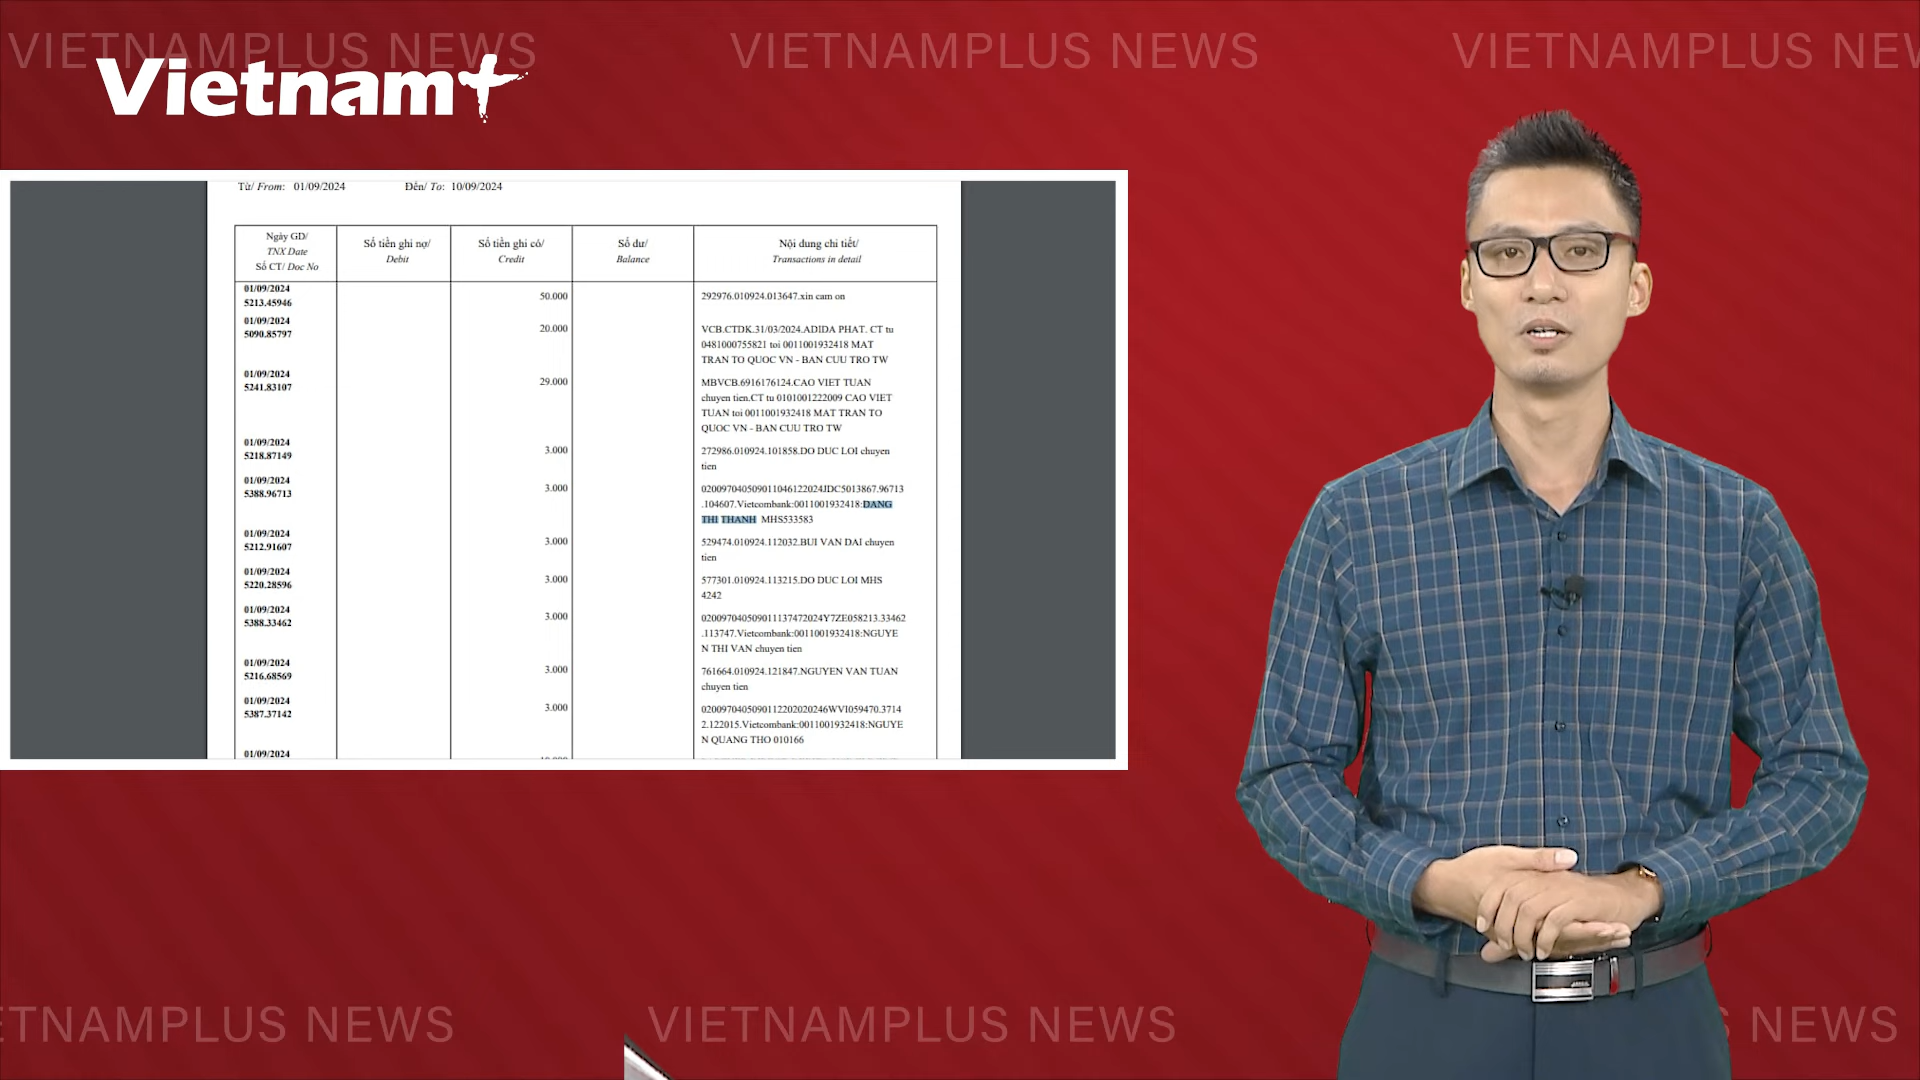 VIETNAMPLUS NEWS
VIETNAMPLUS NEWS
VIETNAMPLUS NEW
Vietnam+
Từ/ From: 01/09/2024 Đến/ To: 10/09/2024
Ngày GD/
TNX Date
Số CT/ Doc No
Số tiền ghi nợ/
Debit
Số tiền ghi có/
Credit
Số dư/
Balance
Nội dung chi tiết/
Transactions in detail
01/09/2024
5213.45946
50.000
292976.010924.013647.xin cam on
01/09/2024
5090.85797
20.000
VCB.CTDK.31/03/2024.ADIDA PHAT. CT tu
0481000755821 toi 0011001932418 MAT
TRAN TO QUOC VN - BAN CUU TRO TW
01/09/2024
5241.83107
29.000
MBVCB.6916176124.CAO VIET TUAN
chuyen tien.CT tu 0101001222009 CAO VIET
TUAN toi 0011001932418 MAT TRAN TO
QUOC VN - BAN CUU TRO TW
01/09/2024
5218.87149
3.000
272986.010924.101858.DO DUC LOI chuyen
tien
01/09/2024
5388.96713
3.000
020097040509011046122024JDC5013867.96713
.104607.Vietcombank:0011001932418:DANG
THI THANH MHS533583
01/09/2024
5212.91607
3.000
529474.010924.112032.BUI VAN DAI chuyen
tien
01/09/2024
5220.28596
3.000
577301.010924.113215.DO DUC LOI MHS
4242
01/09/2024
5388.33462
3.000
020097040509011137472024Y7ZE058213.33462
.113747.Vietcombank:0011001932418:NGUYE
N THI VAN chuyen tien
01/09/2024
5216.68569
3.000
761664.010924.121847.NGUYEN VAN TUAN
chuyen tien
01/09/2024
5387.37142
3.000
020097040509011220202024​6WVI059470.3714
2.122015.Vietcombank:0011001932418:NGUYE
N QUANG THO 010166
01/09/2024
ETNAMPLUS NEWS
VIETNAMPLUS NEWS
S NEWS